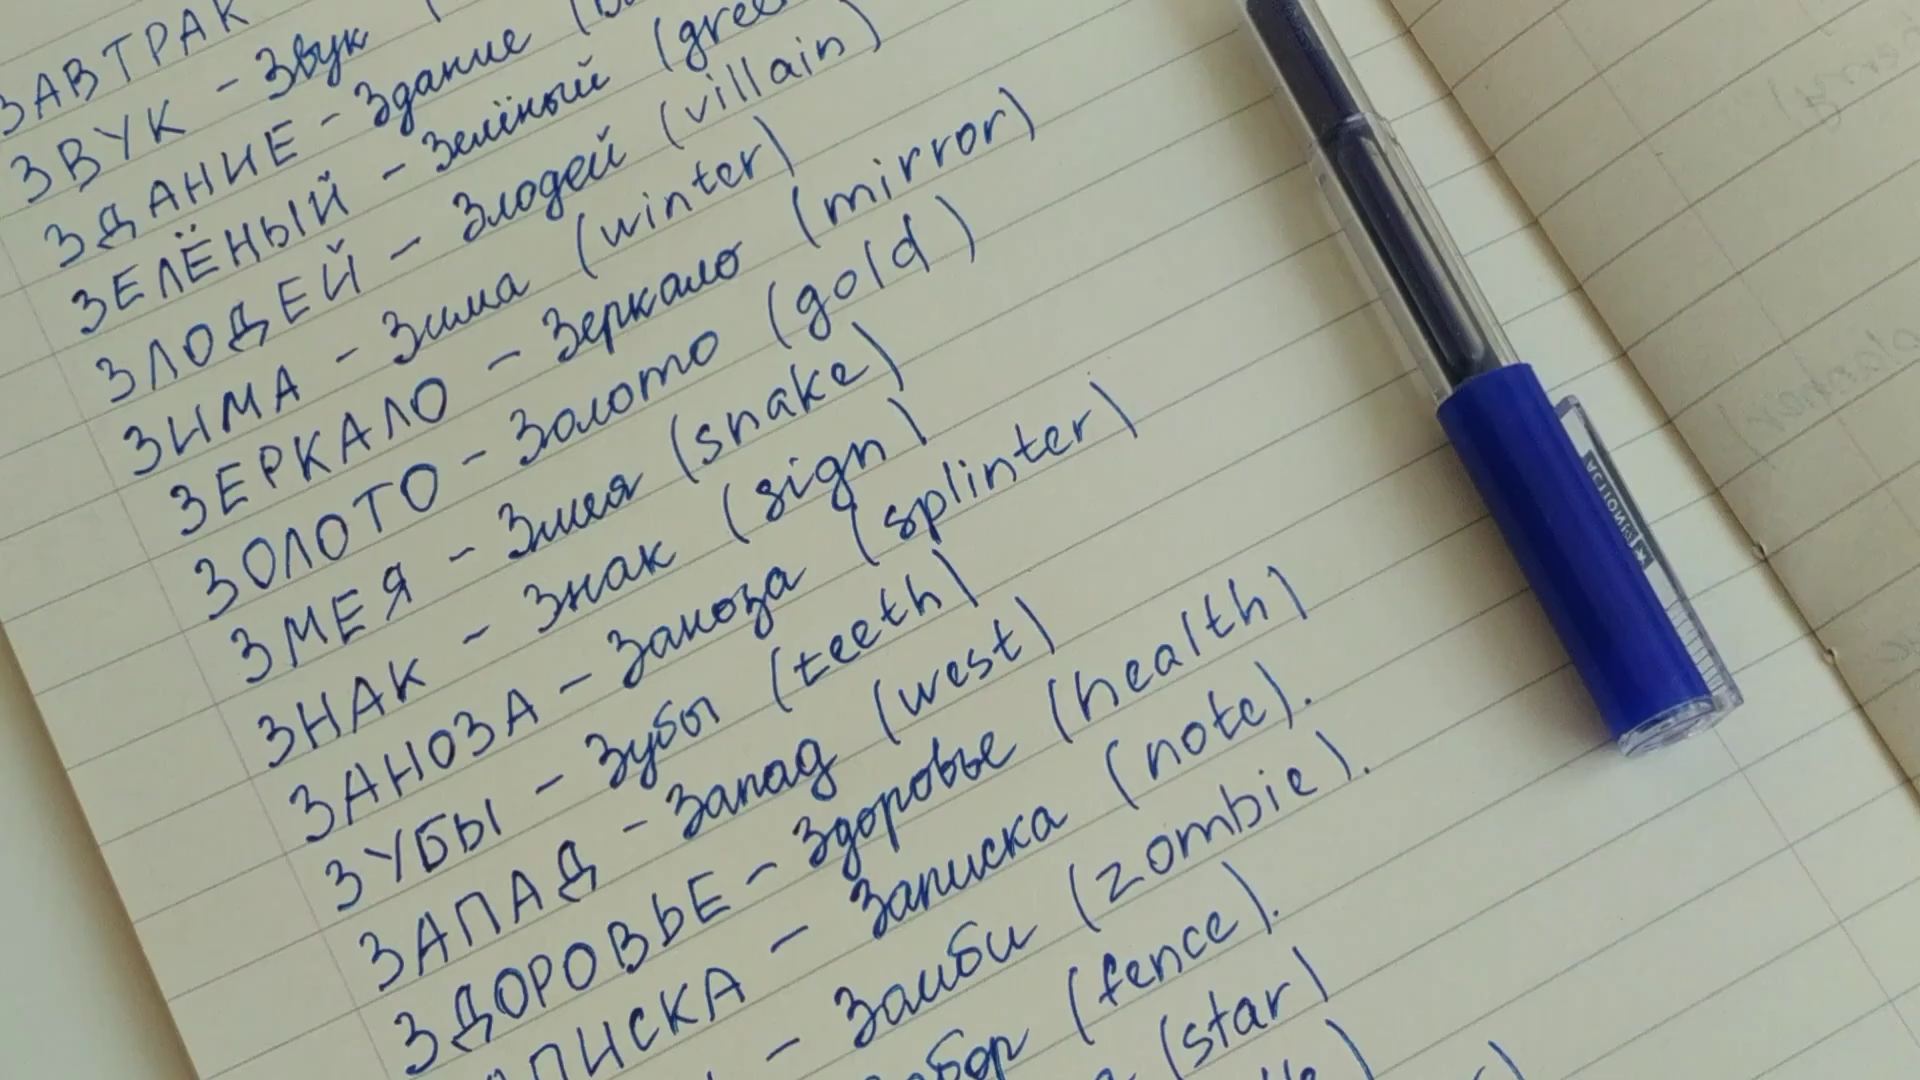 ЗАВТРАК
ЗВУК - Звук (
ЗДАНИЕ - Здание (
ЗЕЛЁНЫЙ - Зелёный (gree
ЗЛОДЕЙ - Злодей (villain)
ЗИМА - Зима (winter)
ЗЕРКАЛО - Зеркало (mirror)
ЗОЛОТО - Золото (gold)
ЗМЕЯ - Змея (snake)
ЗНАК - Знак (sign)
ЗАНОЗА - Заноза (splinter)
ЗУБЫ - Зубы (teeth)
ЗАПАД - Запад (west)
ЗДОРОВЬЕ - Здоровье (health)
ПИСКА - Записка (note).
- Зомби (zombie).
бор (fence).
(star)